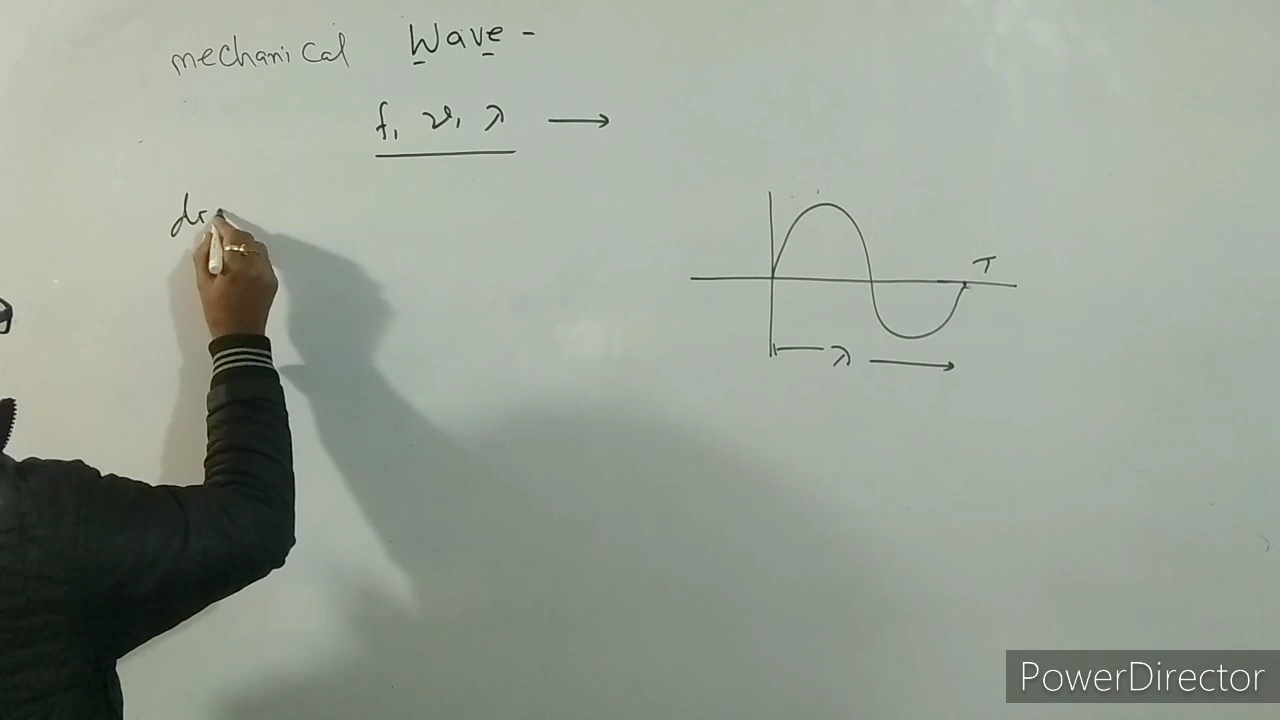 mechanical Wave -
f, v, λ →
T
λ →
PowerDirector